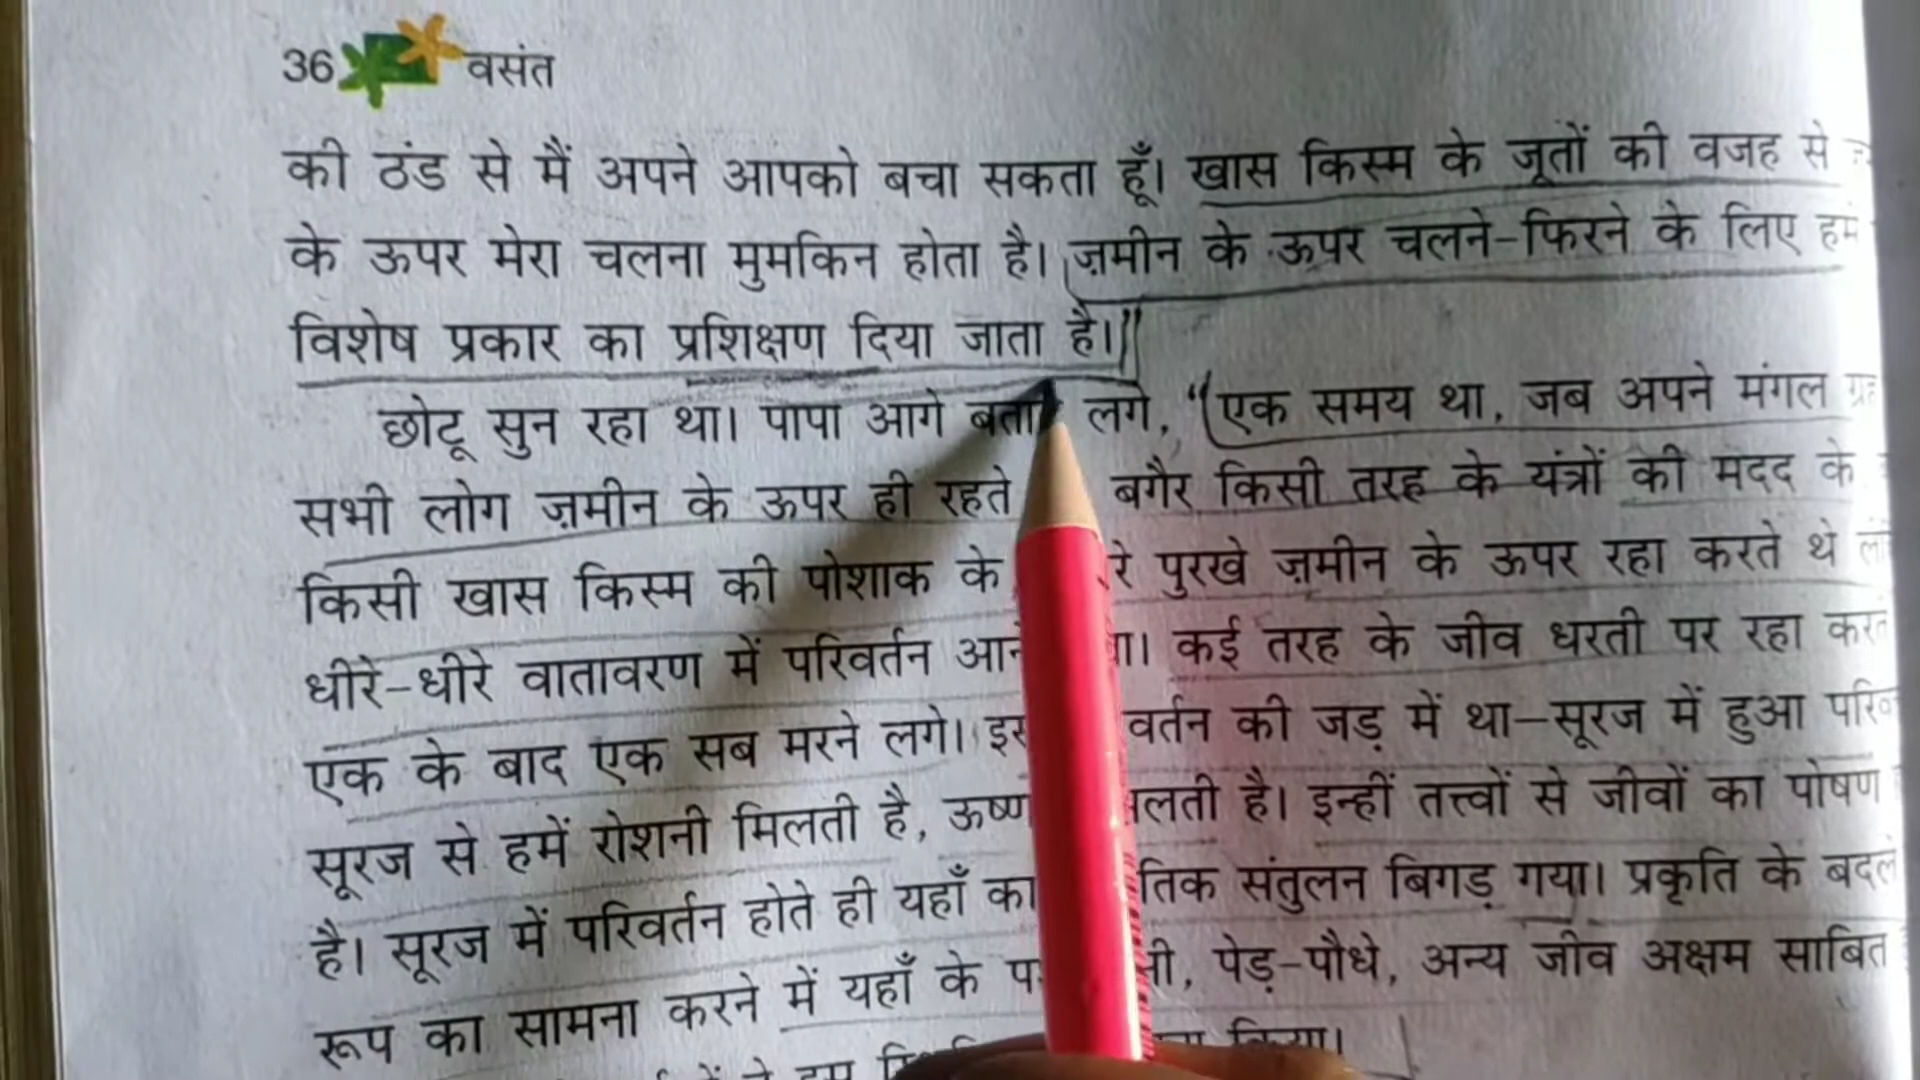 36 वसंत
की ठंड से मैं अपने आपको बचा सकता हूँ। खास किस्म के जूतों की वजह से
के ऊपर मेरा चलना मुमकिन होता है। ज़मीन के ऊपर चलने-फिरने के लिए हमें
विशेष प्रकार का प्रशिक्षण दिया जाता है।"
छोटू सुन रहा था। पापा आगे लगे, "एक समय था, जब अपने मंगल
सभी लोग ज़मीन के ऊपर ही रहते बगैर किसी तरह के यंत्रों की मदद के
किसी खास किस्म की पोशाक के पुरखे ज़मीन के ऊपर रहा करते थे
धीरे-धीरे वातावरण में परिवर्तन कई तरह के जीव धरती पर रहा
एक के बाद एक सब मरने लगे। की जड़ में था—सूरज में हुआ
सूरज से हमें रोशनी मिलती है, है। इन्हीं तत्त्वों से जीवों का पोषण
है। सूरज में परिवर्तन होते ही यहाँ का संतुलन बिगड़ गया। प्रकृति के
रूप का सामना करने में यहाँ के पेड़-पौधे, अन्य जीव अक्षम साबित
किया।